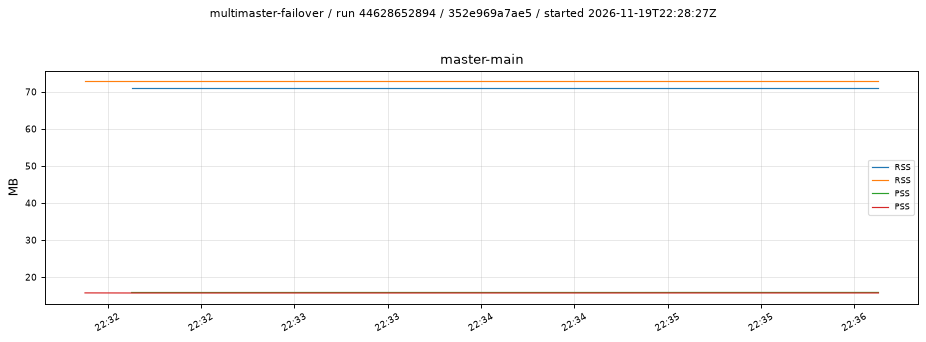 multimaster-failover / run 44628652894 / 352e969a7ae5 / started 2026-11-19T22:28:27Z
master-main
70
60
50
40
30
20
MB
RSS
RSS
PSS
PSS
22:32
22:32
22:33
22:33
22:34
22:34
22:35
22:35
22:36